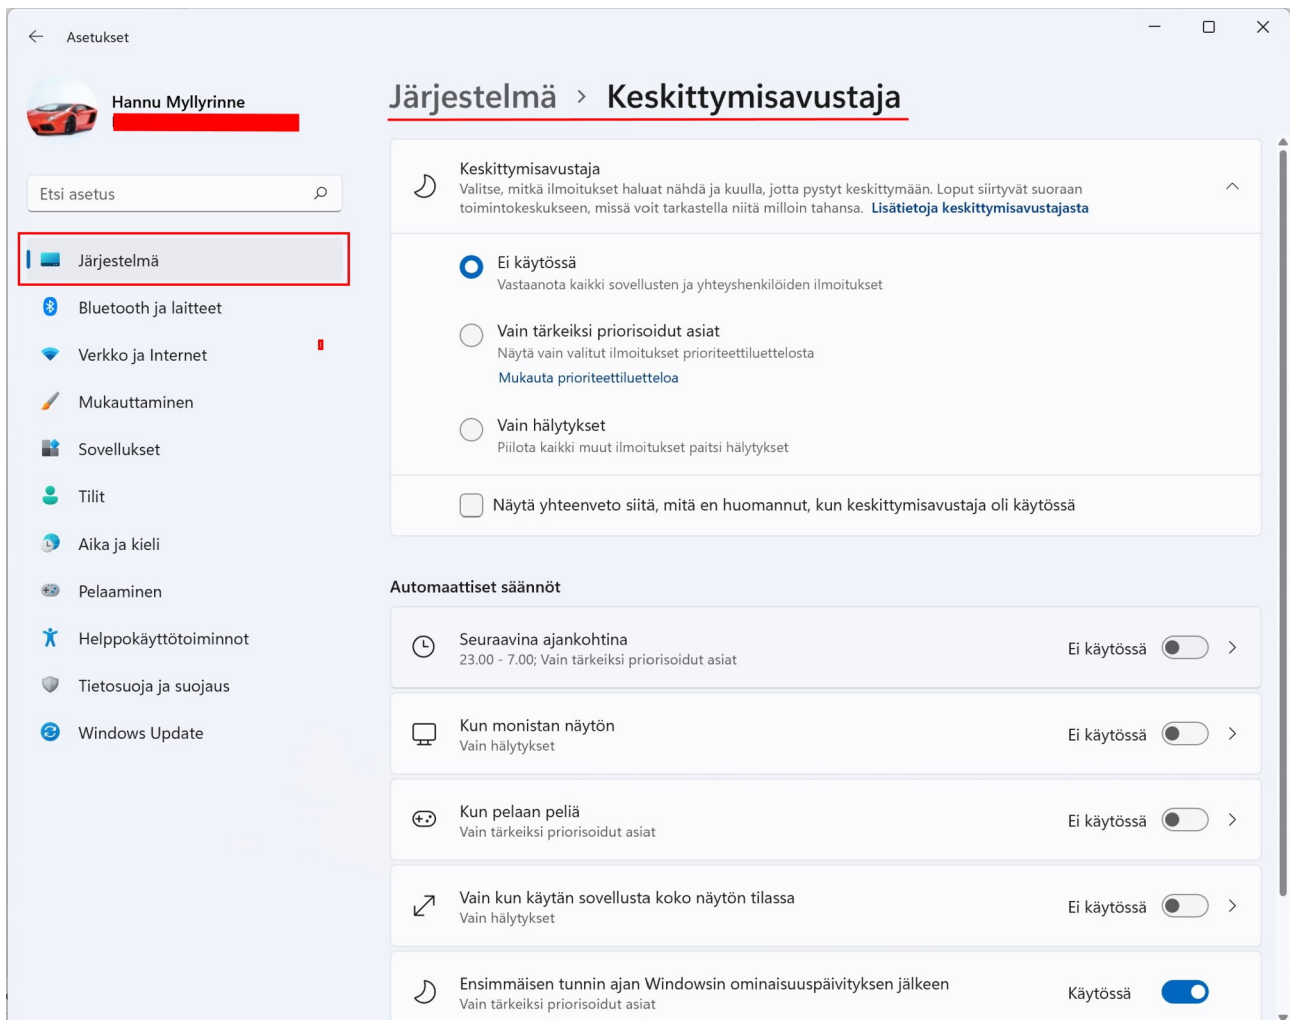 Asetukset
Hannu Myllyrinne
Etsi asetus
Järjestelmä
Bluetooth ja laitteet
Verkko ja Internet
Mukauttaminen
Sovellukset
Tilit
Aika ja kieli
Pelaaminen
Helppokäyttötoiminnot
Tietosuoja ja suojaus
Windows Update
Järjestelmä > Keskittymisavustaja
Keskittymisavustaja
Valitse, mitkä ilmoitukset haluat nähdä ja kuulla, jotta pystyt keskittymään. Loput siirtyvät suoraan
toimintokeskukseen, missä voit tarkastella niitä milloin tahansa. Lisätietoja keskittymisavustajasta
Ei käytössä
Vastaanota kaikki sovellusten ja yhteyshenkilöiden ilmoitukset
Vain tärkeiksi priorisoidut asiat
Näytä vain valitut ilmoitukset prioriteettiluettelosta
Mukauta prioriteettiluetteloa
Vain hälytykset
Piilota kaikki muut ilmoitukset paitsi hälytykset
Näytä yhteenveto siitä, mitä en huomannut, kun keskittymisavustaja oli käytössä
Automaattiset säännöt
Seuraavina ajankohtina
23.00 - 7.00; Vain tärkeiksi priorisoidut asiat
Ei käytössä
Kun monistan näytön
Vain hälytykset
Ei käytössä
Kun pelaan peliä
Vain tärkeiksi priorisoidut asiat
Ei käytössä
Vain kun käytän sovellusta koko näytön tilassa
Vain hälytykset
Ei käytössä
Ensimmäisen tunnin ajan Windowsin ominaisuuspäivityksen jälkeen
Vain tärkeiksi priorisoidut asiat
Käytössä